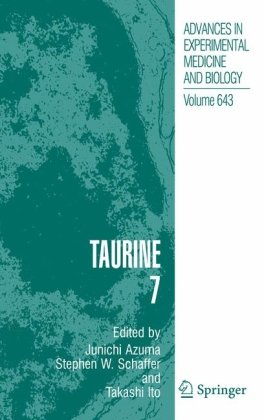 ADVANCES IN
EXPERIMENTAL
MEDICINE
AND BIOLOGY
Volume 643
TAURINE
7
Edited by
Junichi Azuma
Stephen W. Schaffer
and
Takashi Ito
Springer